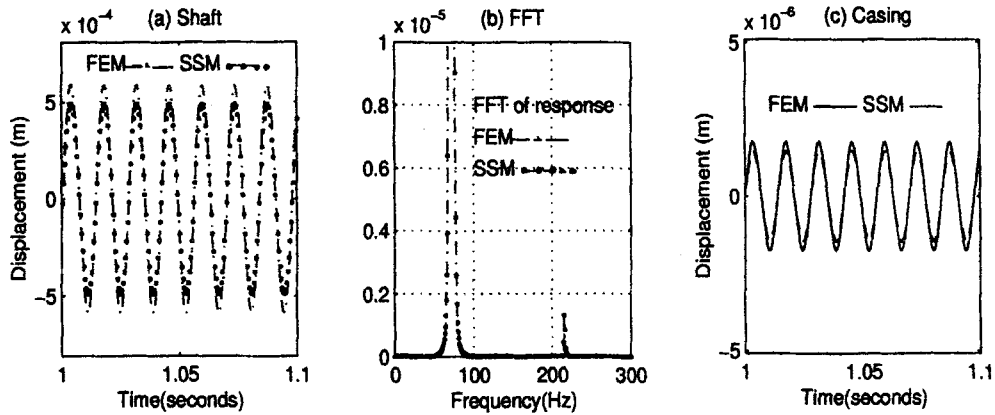 x 10-4 (a) Shaft
FEM SSM
Displacement (m)
5
0
-5
1 1.05 1.1
Time(seconds)
x 10-5 (b) FFT
1
0.8
0.6
0.4
0.2
0
FFT of response
FEM
SSM
0 100 200 300
Frequency(Hz)
x 10-6 (c) Casing
5
FEM SSM
Displacement (m)
0
-5
1 1.05 1.1
Time(seconds)